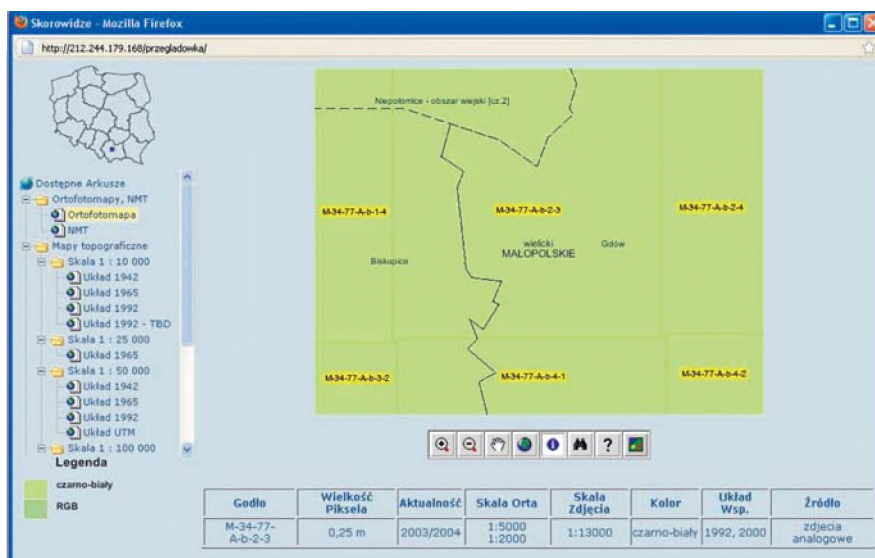 Skorowidze - Mozilla Firefox
http://212.244.179.168/przegladowka/
Dostępne Arkusze
Ortofotomapy, NMT
Ortofotomapa
NMT
Mapy topograficzne
Skala 1 : 10 000
Układ 1942
Układ 1965
Układ 1992
Układ 1992 - TBD
Skala 1 : 25 000
Układ 1965
Skala 1 : 50 000
Układ 1942
Układ 1965
Układ 1992
Układ UTM
Skala 1 : 100 000
Legenda
czarno-biały
RGB
Niepołomice - obszar wiejski [cz.2]
M-34-77-A-b-1-4
M-34-77-A-b-2-3
M-34-77-A-b-2-4
wielicki
MAŁOPOLSKIE
Gdów
Biskupice
M-34-77-A-b-3-2
M-34-77-A-b-4-1
M-34-77-A-b-4-2
Godło
Wielkość Piksela
Aktualność
Skala Orta
Skala Zdjęcia
Kolor
Układ Wsp.
Źródło
M-34-77-
A-b-2-3
0,25 m
2003/2004
1:5000
1:2000
1:13000
czarno-biały
1992, 2000
zdjecia
analogowe